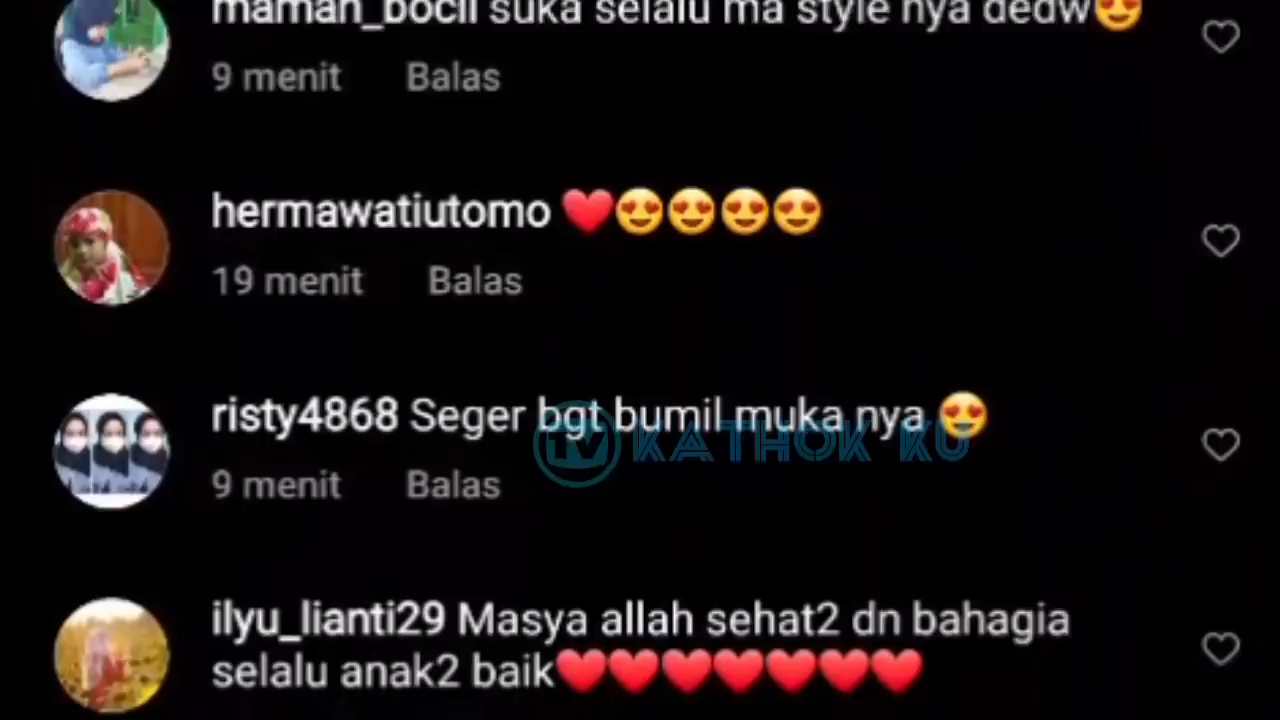 maman_bocil suka selalu ma style nya dedw😍
9 menit Balas
hermawatiutomo ❤️😍😍😍😍
19 menit Balas
risty4868 Seger bgt bumil muka nya 😍
TV KATHOK KU
9 menit Balas
ilyu_lianti29 Masya allah sehat2 dn bahagia
selalu anak2 baik❤️❤️❤️❤️❤️❤️❤️